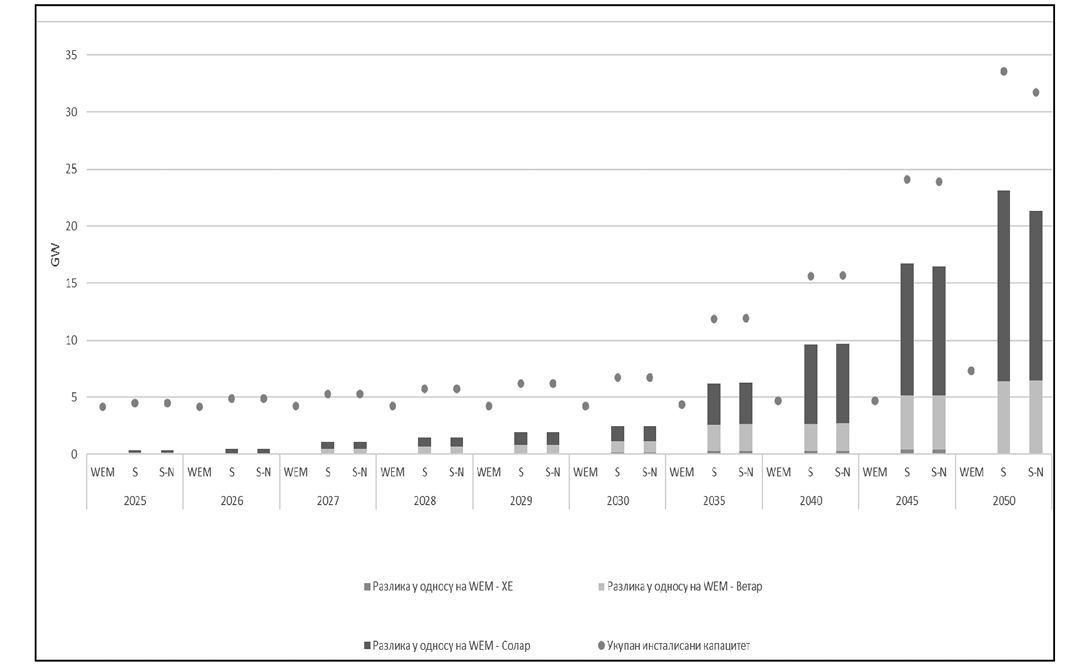 35
30
25
20
GW
15
10
5
0
WEM S S-N WEM S S-N WEM S S-N WEM S S-N WEM S S-N WEM S S-N WEM S S-N WEM S S-N WEM S S-N WEM S S-N
2025 2026 2027 2028 2029 2030 2035 2040 2045 2050
Разлика у односу на WEM - ХЕ Разлика у односу на WEM - Ветар
Разлика у односу на WEM - Солар Укупан инсталисани капацитет